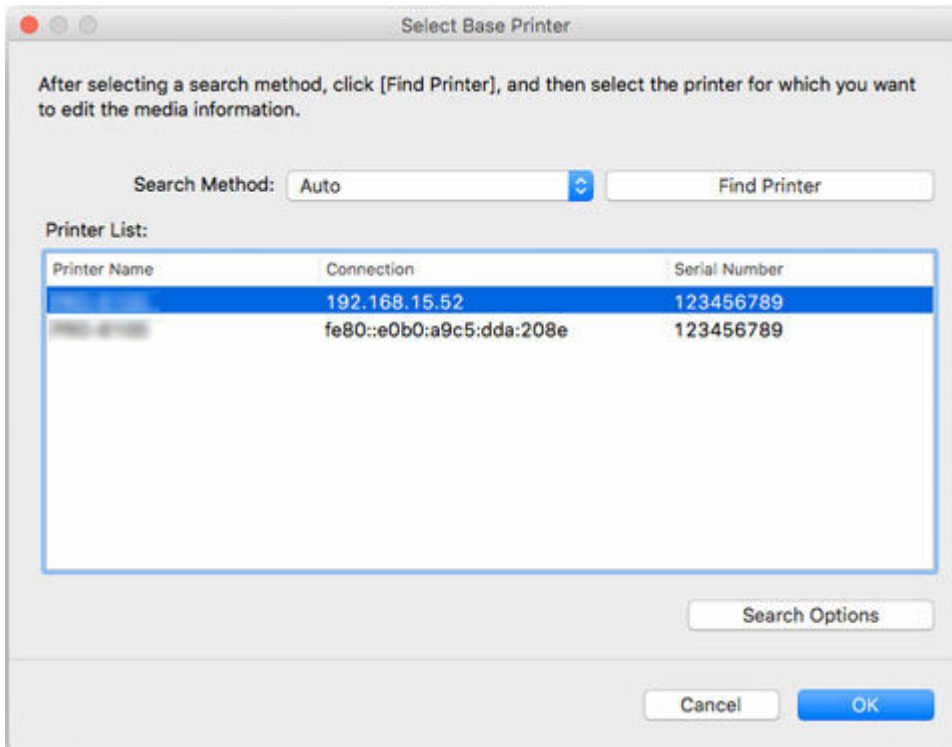 Select Base Printer
After selecting a search method, click [Find Printer], and then select the printer for which you want
to edit the media information.
Search Method: Auto Find Printer
Printer List:
Printer Name Connection Serial Number
192.168.15.52 123456789
fe80::e0b0:a9c5:dda:208e 123456789
Search Options
Cancel OK